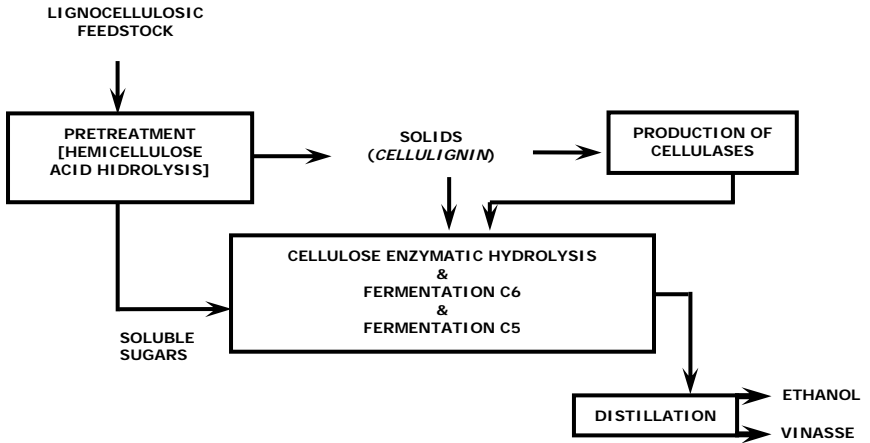 LIGNOCELLULOSIC
FEEDSTOCK
PRETREATMENT
[HEMICELLULOSE
ACID HIDROLYSIS]
SOLIDS
(CELLULIGNIN)
PRODUCTION OF
CELLULASES
CELLULOSE ENZYMATIC HYDROLYSIS
&
FERMENTATION C6
&
FERMENTATION C5
SOLUBLE
SUGARS
DISTILLATION
ETHANOL
VINASSE